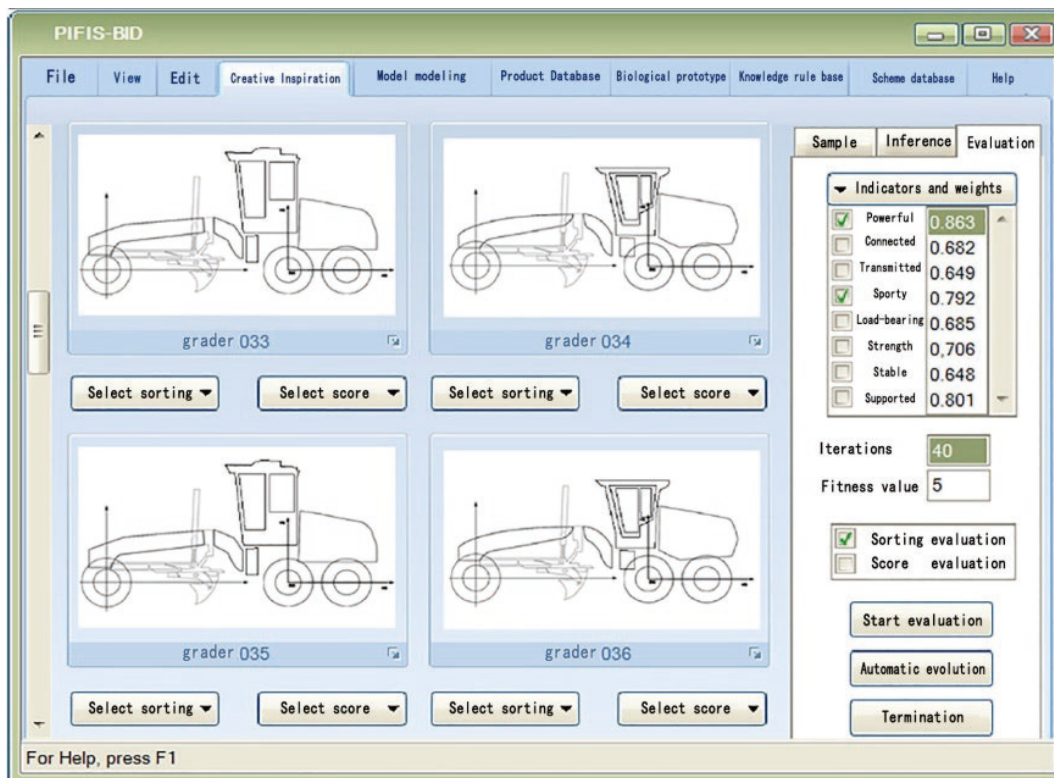 PIFIS-BID
File View Edit Creative Inspiration Model modeling Product Database Biological prototype Knowledge rule base Scheme database Help
grader 033
grader 034
Select sorting Select score Select sorting Select score
grader 035
grader 036
Select sorting Select score Select sorting Select score
Sample Inference Evaluation
Indicators and weights
Powerful 0.863
Connected 0.682
Transmitted 0.649
Sporty 0.792
Load-bearing 0.685
Strength 0,706
Stable 0.648
Supported 0.801
Iterations 40
Fitness value 5
Sorting evaluation
Score evaluation
Start evaluation
Automatic evolution
Termination
For Help, press F1